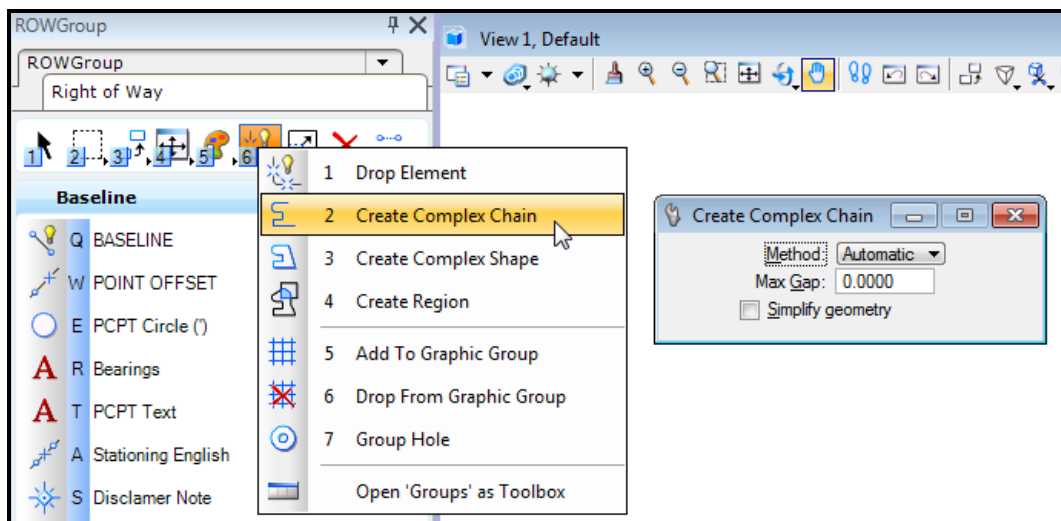 ROWGroup
ROWGroup
Right of Way
1 2 3 4 5 6
Baseline
Q BASELINE
W POINT OFFSET
E PCPT Circle (')
R Bearings
T PCPT Text
A Stationing English
S Disclamer Note
1 Drop Element
2 Create Complex Chain
3 Create Complex Shape
4 Create Region
5 Add To Graphic Group
6 Drop From Graphic Group
7 Group Hole
Open 'Groups' as Toolbox
View 1, Default
Create Complex Chain
Method: Automatic
Max Gap: 0.0000
Simplify geometry